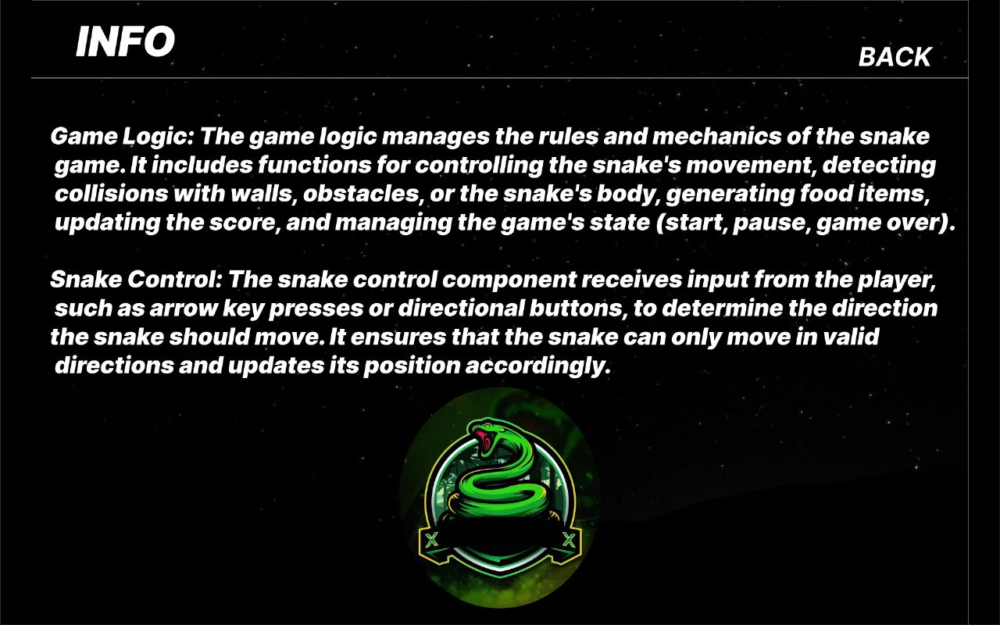 INFO
BACK
Game Logic: The game logic manages the rules and mechanics of the snake
game. It includes functions for controlling the snake's movement, detecting
collisions with walls, obstacles, or the snake's body, generating food items,
updating the score, and managing the game's state (start, pause, game over).
Snake Control: The snake control component receives input from the player,
such as arrow key presses or directional buttons, to determine the direction
the snake should move. It ensures that the snake can only move in valid
directions and updates its position accordingly.
X X